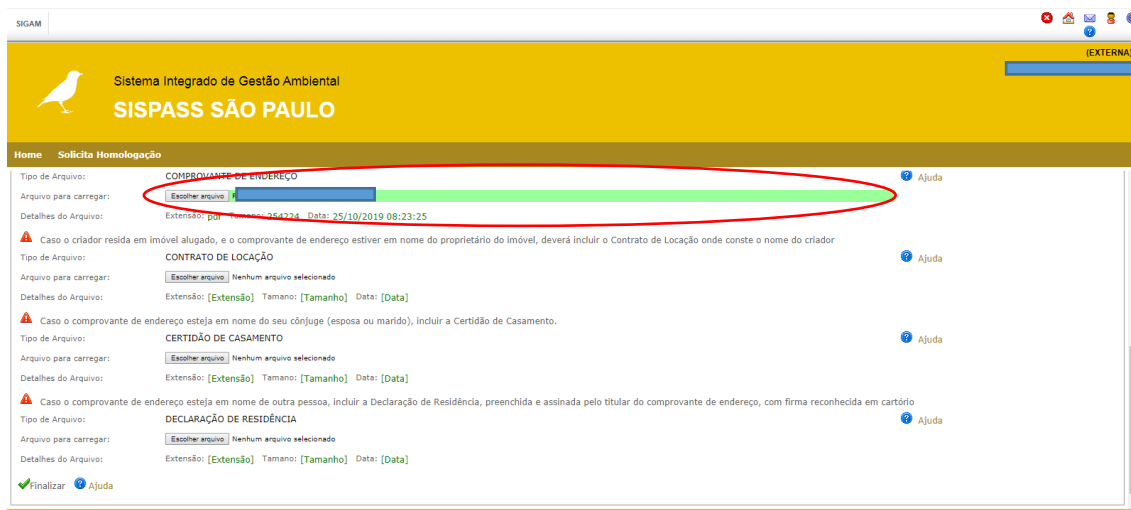 SIGAM
(EXTERNA)
Sistema Integrado de Gestão Ambiental
SISPASS SÃO PAULO
Home Solicita Homologação
Tipo de Arquivo: COMPROVANTE DE ENDEREÇO Ajuda
Arquivo para carregar: Escolher arquivo
Detalhes do Arquivo: Extensão: pdf Tamano: 254224 Data: 25/10/2019 08:23:25
Caso o criador resida em imóvel alugado, e o comprovante de endereço estiver em nome do proprietário do imóvel, deverá incluir o Contrato de Locação onde conste o nome do criador
Tipo de Arquivo: CONTRATO DE LOCAÇÃO Ajuda
Arquivo para carregar: Escolher arquivo Nenhum arquivo selecionado
Detalhes do Arquivo: Extensão: [Extensão] Tamano: [Tamanho] Data: [Data]
Caso o comprovante de endereço esteja em nome do seu cônjuge (esposa ou marido), incluir a Certidão de Casamento.
Tipo de Arquivo: CERTIDÃO DE CASAMENTO Ajuda
Arquivo para carregar: Escolher arquivo Nenhum arquivo selecionado
Detalhes do Arquivo: Extensão: [Extensão] Tamano: [Tamanho] Data: [Data]
Caso o comprovante de endereço esteja em nome de outra pessoa, incluir a Declaração de Residência, preenchida e assinada pelo titular do comprovante de endereço, com firma reconhecida em cartório
Tipo de Arquivo: DECLARAÇÃO DE RESIDÊNCIA Ajuda
Arquivo para carregar: Escolher arquivo Nenhum arquivo selecionado
Detalhes do Arquivo: Extensão: [Extensão] Tamano: [Tamanho] Data: [Data]
Finalizar Ajuda